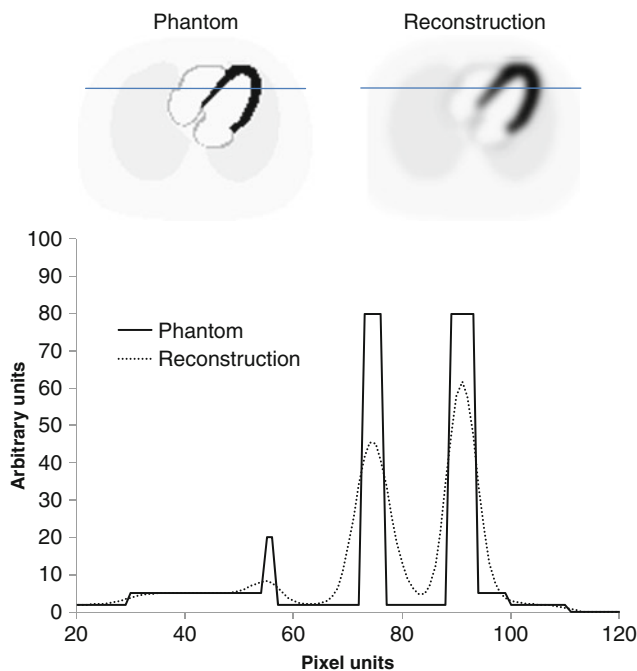 Phantom Reconstruction
100
90
80
70
60
50
40
30
20
10
0
Arbitrary units
Phantom
Reconstruction
20 40 60 80 100 120
Pixel units